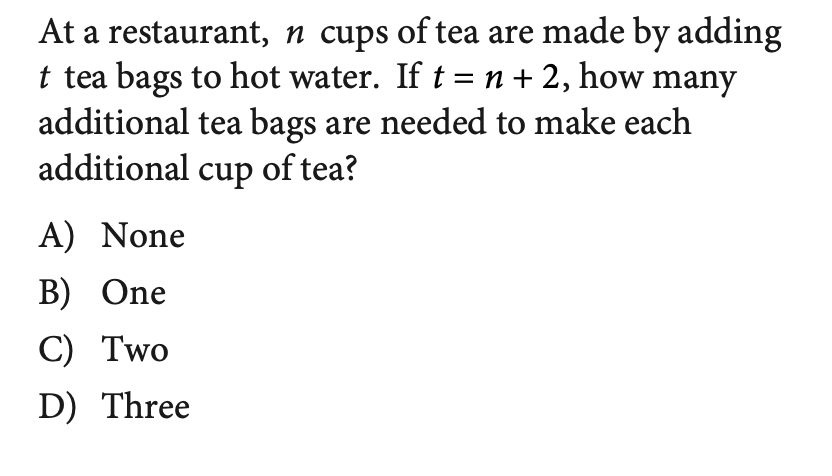 At a restaurant, n cups of tea are made by adding
t tea bags to hot water. If t = n + 2, how many
additional tea bags are needed to make each
additional cup of tea?
A) None
B) One
C) Two
D) Three